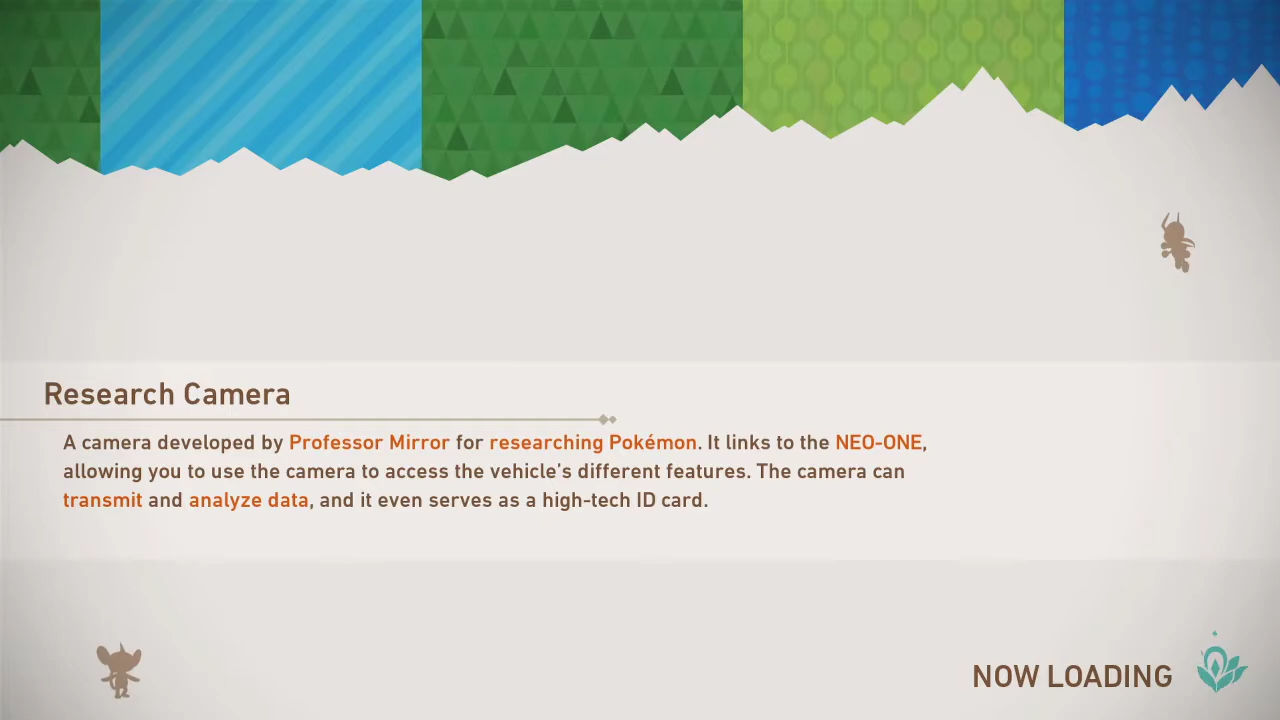 Research Camera
A camera developed by Professor Mirror for researching Pokémon. It links to the NEO-ONE,
allowing you to use the camera to access the vehicle's different features. The camera can
transmit and analyze data, and it even serves as a high-tech ID card.
NOW LOADING